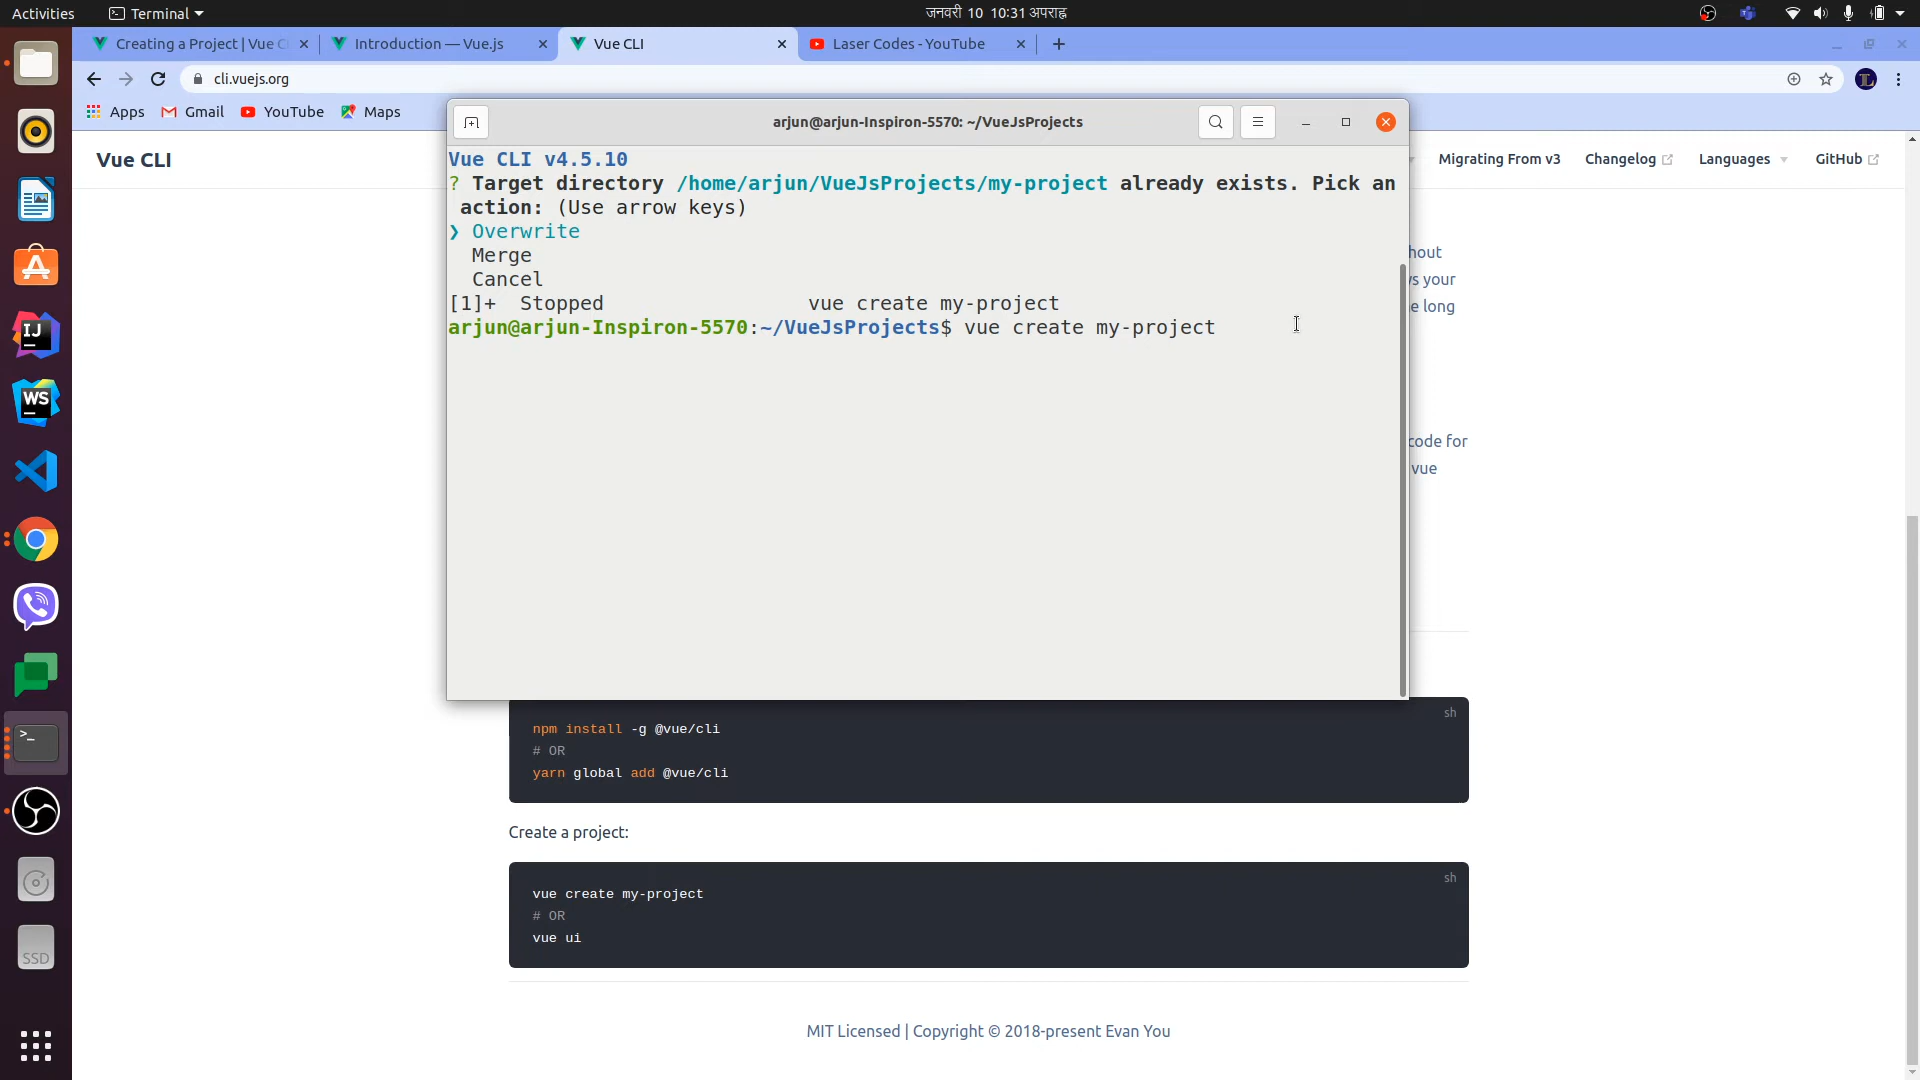 Activities Terminal जनवरी 10 10:31 अपराह्न
Creating a Project | Vue C Introduction — Vue.js Vue CLI Laser Codes - YouTube
cli.vuejs.org
Apps Gmail YouTube Maps
arjun@arjun-Inspiron-5570: ~/VueJsProjects
Vue CLI Migrating From v3 Changelog Languages GitHub
Vue CLI v4.5.10
? Target directory /home/arjun/VueJsProjects/my-project already exists. Pick an
action: (Use arrow keys)
❯ Overwrite
Merge
Cancel
[1]+ Stopped vue create my-project
arjun@arjun-Inspiron-5570:~/VueJsProjects$ vue create my-project
hout
s your
e long
code for
vue
IJ
WS
SSD
sh
npm install -g @vue/cli
# OR
yarn global add @vue/cli
Create a project:
sh
vue create my-project
# OR
vue ui
MIT Licensed | Copyright © 2018-present Evan You